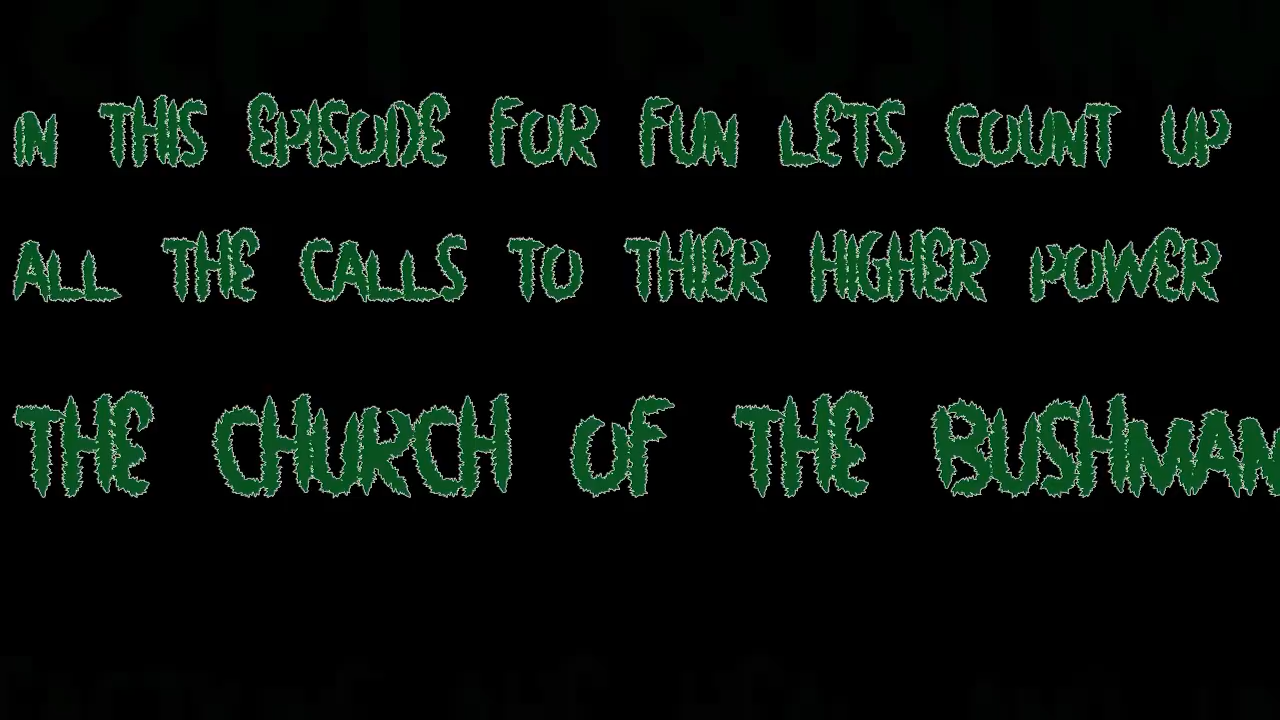 IN THIS EPISODE FOR FUN LETS COUNT UP
ALL THE CALLS TO THIER HIGHER POWER
THE CHURCH OF THE BUSHMAN